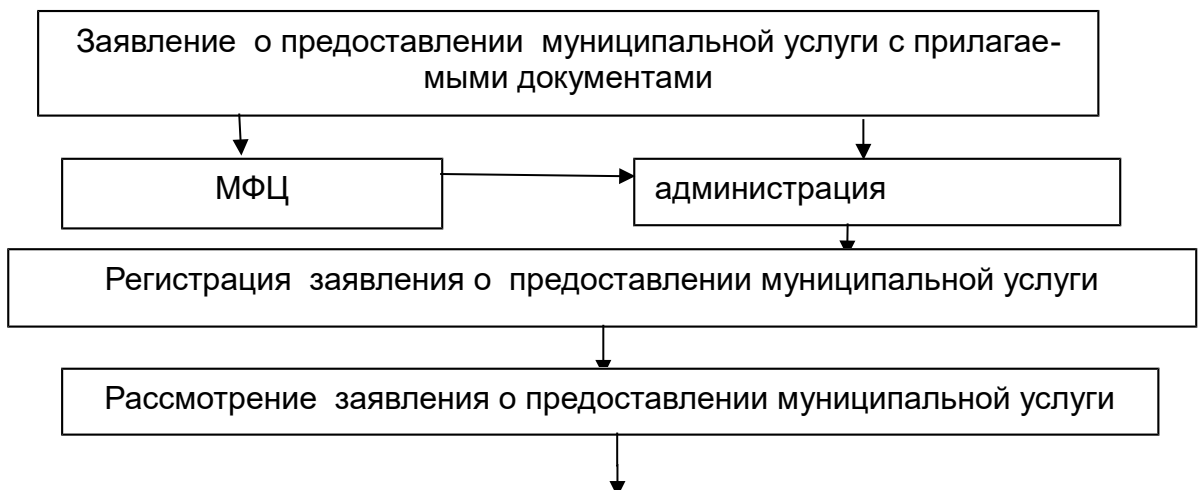 Заявление о предоставлении муниципальной услуги с прилагае-
мыми документами
МФЦ
администрация
Регистрация заявления о предоставлении муниципальной услуги
Рассмотрение заявления о предоставлении муниципальной услуги